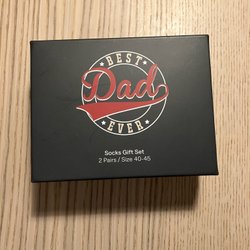 BEST
Dad
EVER
Socks Gift Set
2 Pairs / Size 40-45